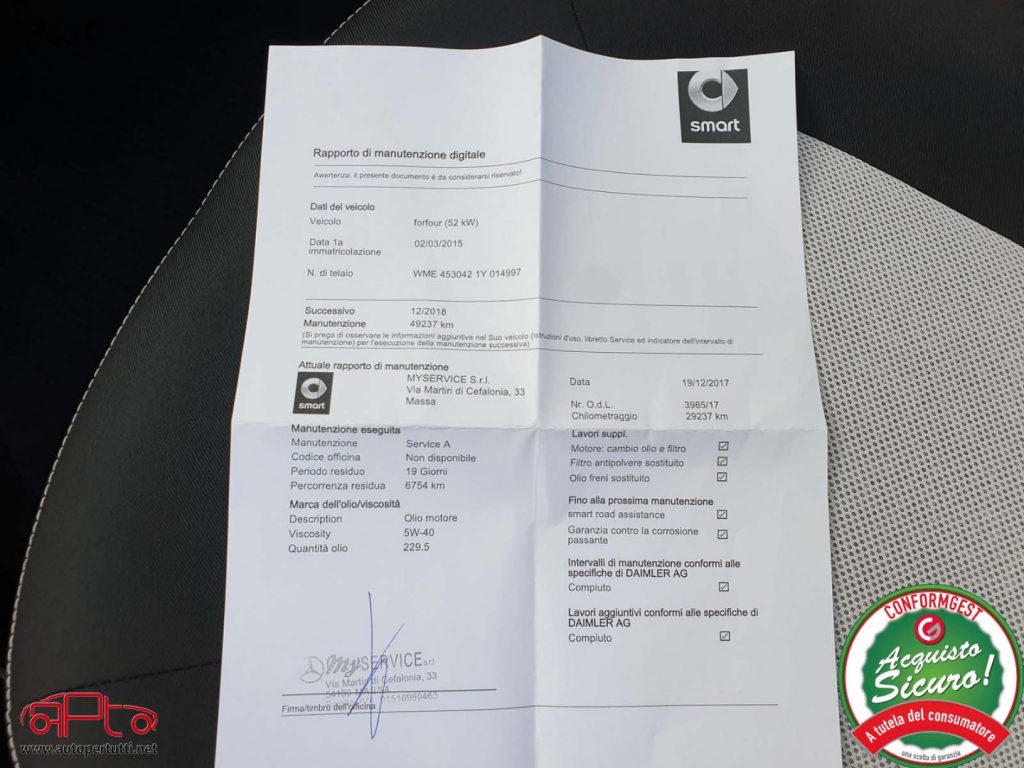 smart
Rapporto di manutenzione digitale
Avvertenza: il presente documento è da considerarsi riservato!
Dati del veicolo
Veicolo forfour (52 kW)
Data 1a immatricolazione 02/03/2015
N. di telaio WME 453042 1Y 014997
Successivo 12/2018
Manutenzione 49237 km
(Si prega di osservare le informazioni aggiuntive nel Suo veicolo (Istruzioni d'uso, libretto Service ed indicatore dell'intervallo di
manutenzione) per l'esecuzione della manutenzione successiva)
Attuale rapporto di manutenzione
smart
MYSERVICE S.r.l.
Via Martiri di Cefalonia, 33
Massa
Data 19/12/2017
Nr. O.d.L. 3985/17
Chilometraggio 29237 km
Manutenzione eseguita
Manutenzione Service A
Codice officina Non disponibile
Periodo residuo 19 Giorni
Percorrenza residua 6754 km
Marca dell'olio/viscosità
Description Olio motore
Viscosity 5W-40
Quantità olio 229.5
Lavori suppl.
Motore: cambio olio e filtro ☑
Filtro antipolvere sostituito ☑
Olio freni sostituito ☑
Fino alla prossima manutenzione
smart road assistance ☑
Garanzia contro la corrosione ☑
passante
Intervalli di manutenzione conformi alle
specifiche di DAIMLER AG
Compiuto ☑
Lavori aggiuntivi conformi alle specifiche di
DAIMLER AG
Compiuto ☑
MySERVICE srl
Via Martiri di Cefalonia, 33
54100 MASSA
01518960463
Firma/timbro dell'officina
apto
www.autopertutti.net
CONFORMGEST
Acquisto
Sicuro!
A tutela del consumatore
una scelta di garanzia